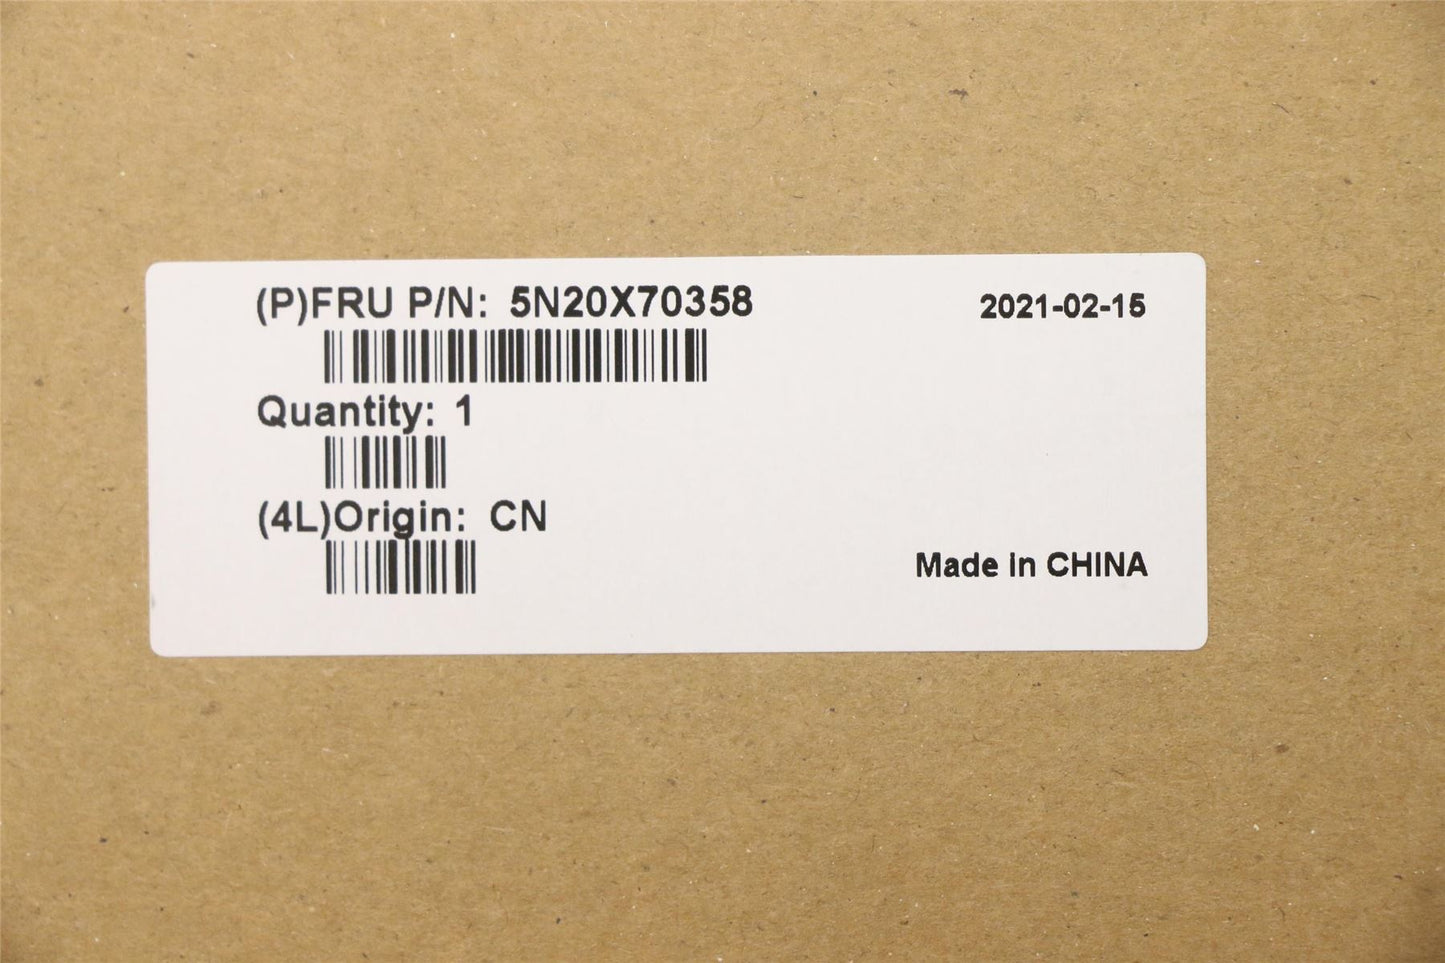 (P)FRU P/N: 5N20X70358
2021-02-15
Quantity: 1
(4L)Origin: CN
Made in CHINA